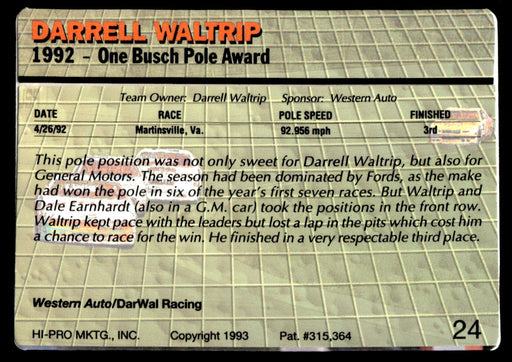 DARRELL WALTRIP
1992 - One Busch Pole Award
Team Owner: Darrell Waltrip Sponsor: Western Auto
DATE RACE POLE SPEED FINISHED
4/26/92 Martinsville, Va. 92.956 mph 3rd
This pole position was not only sweet for Darrell Waltrip, but also for
General Motors. The season had been dominated by Fords, as the make
had won the pole in six of the year's first seven races. But Waltrip and
Dale Earnhardt (also in a G.M. car) took the positions in the front row.
Waltrip kept pace with the leaders but lost a lap in the pits which cost him
a chance to race for the win. He finished in a very respectable third place.
Western Auto/DarWal Racing
HI-PRO MKTG., INC. Copyright 1993 Pat. #315,364 24